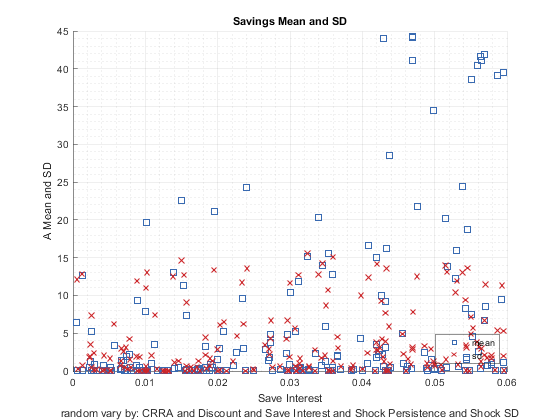 Savings Mean and SD
45
40
35
30
25
20
15
10
5
0
A Mean and SD
mean
sd
0 0.01 0.02 0.03 0.04 0.05 0.06
Save Interest
random vary by: CRRA and Discount and Save Interest and Shock Persistence and Shock SD